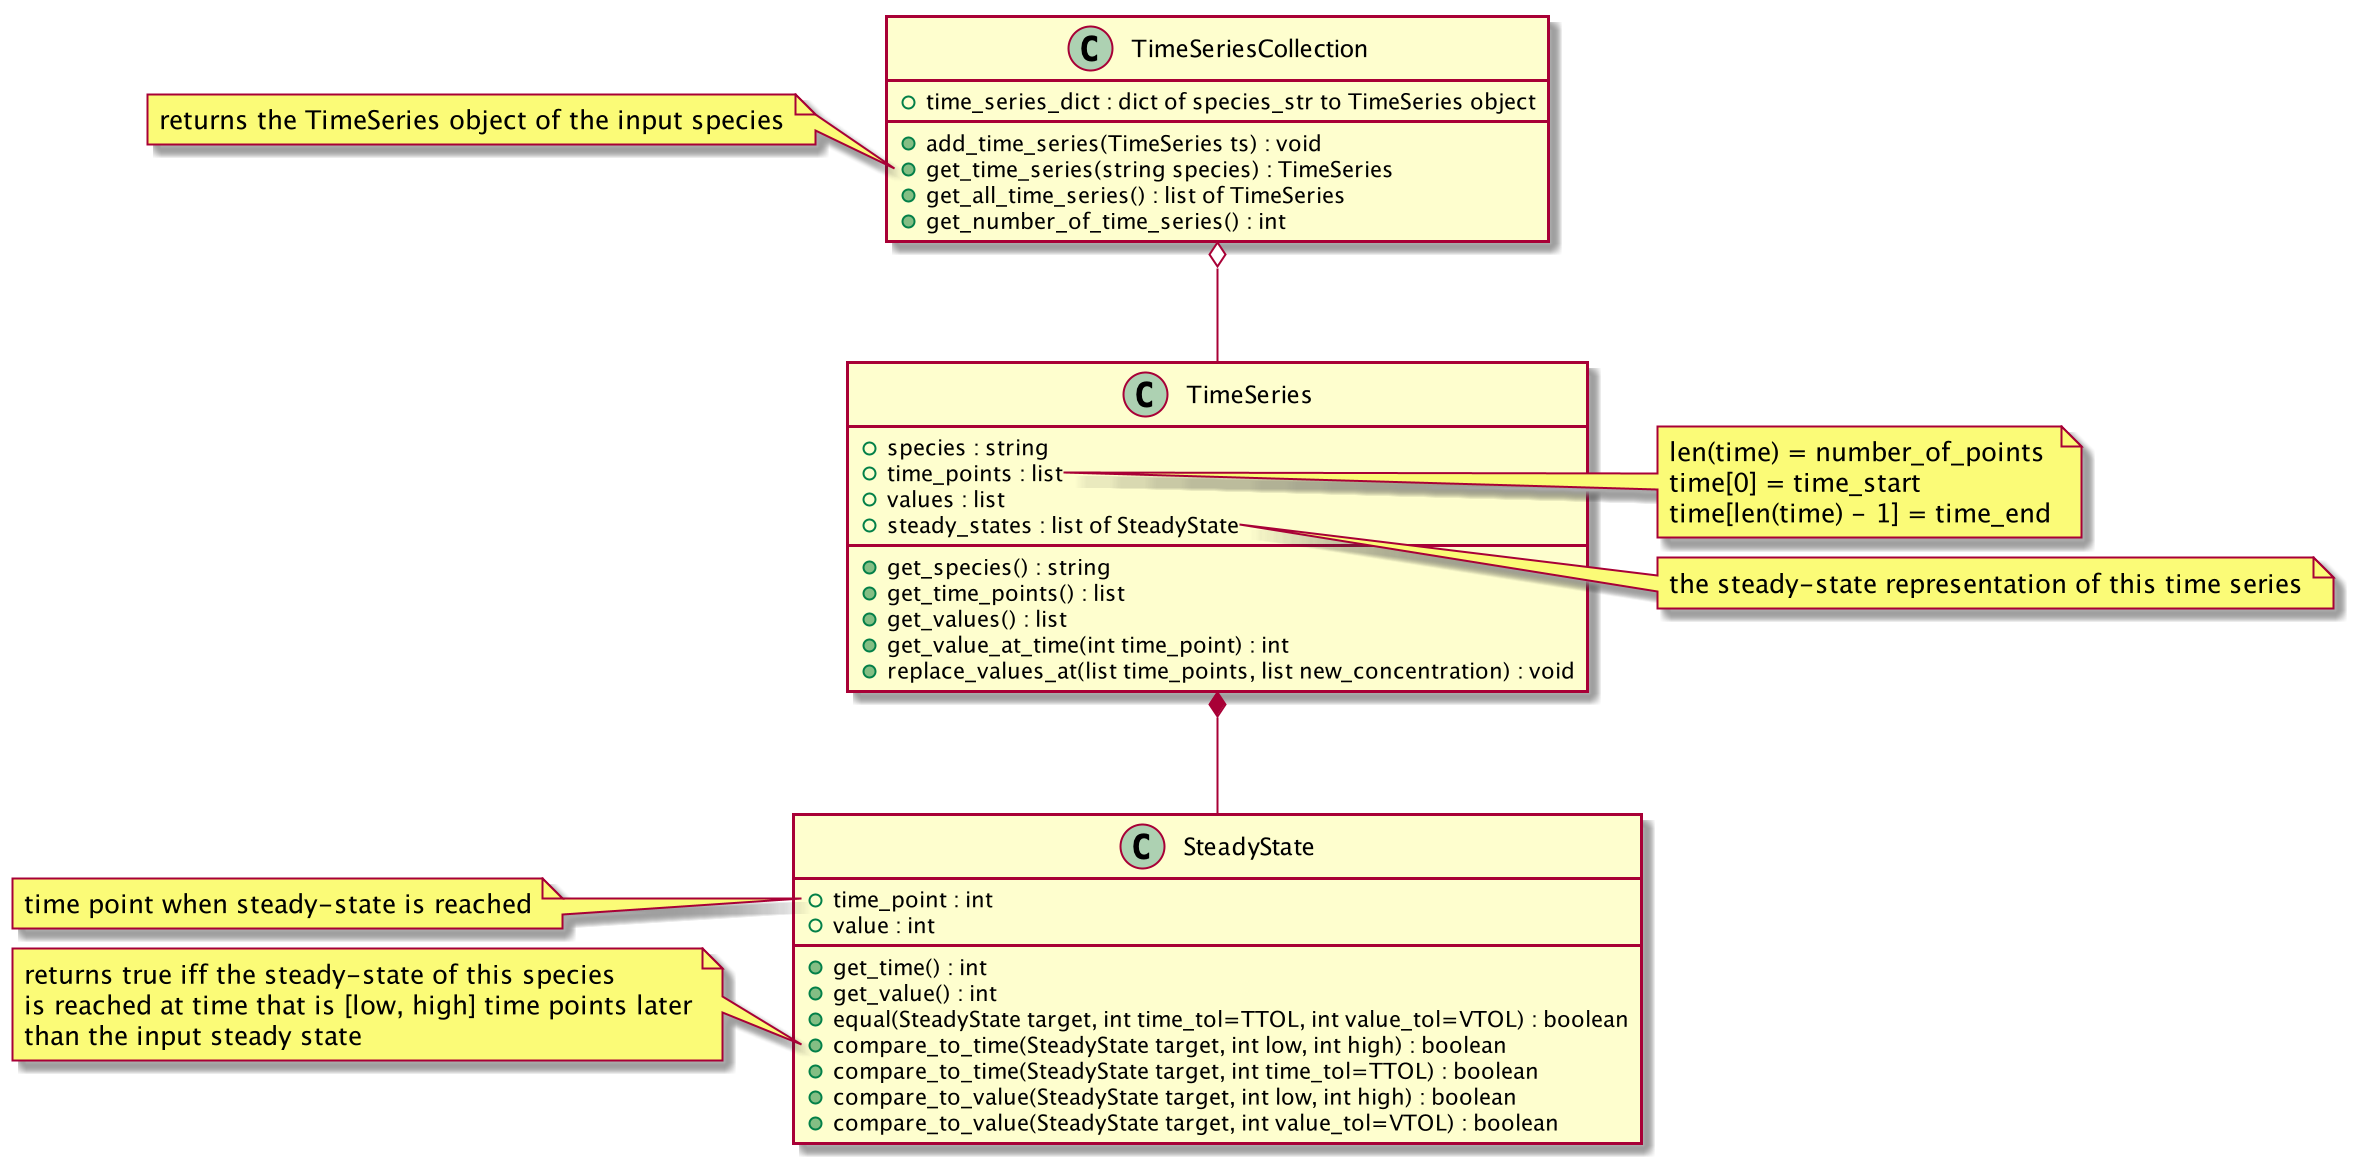 C TimeSeriesCollection
time_series_dict : dict of species_str to TimeSeries object
returns the TimeSeries object of the input species
add_time_series(TimeSeries ts) : void
get_time_series(string species) : TimeSeries
get_all_time_series() : list of TimeSeries
get_number_of_time_series() : int
C TimeSeries
species : string
time_points : list
values : list
steady_states : list of SteadyState
len(time) = number_of_points
time[0] = time_start
time[len(time) - 1] = time_end
the steady-state representation of this time series
get_species() : string
get_time_points() : list
get_values() : list
get_value_at_time(int time_point) : int
replace_values_at(list time_points, list new_concentration) : void
C SteadyState
time point when steady-state is reached
time_point : int
value : int
returns true iff the steady-state of this species
is reached at time that is [low, high] time points later
than the input steady state
get_time() : int
get_value() : int
equal(SteadyState target, int time_tol=TTOL, int value_tol=VTOL) : boolean
compare_to_time(SteadyState target, int low, int high) : boolean
compare_to_time(SteadyState target, int time_tol=TTOL) : boolean
compare_to_value(SteadyState target, int low, int high) : boolean
compare_to_value(SteadyState target, int value_tol=VTOL) : boolean